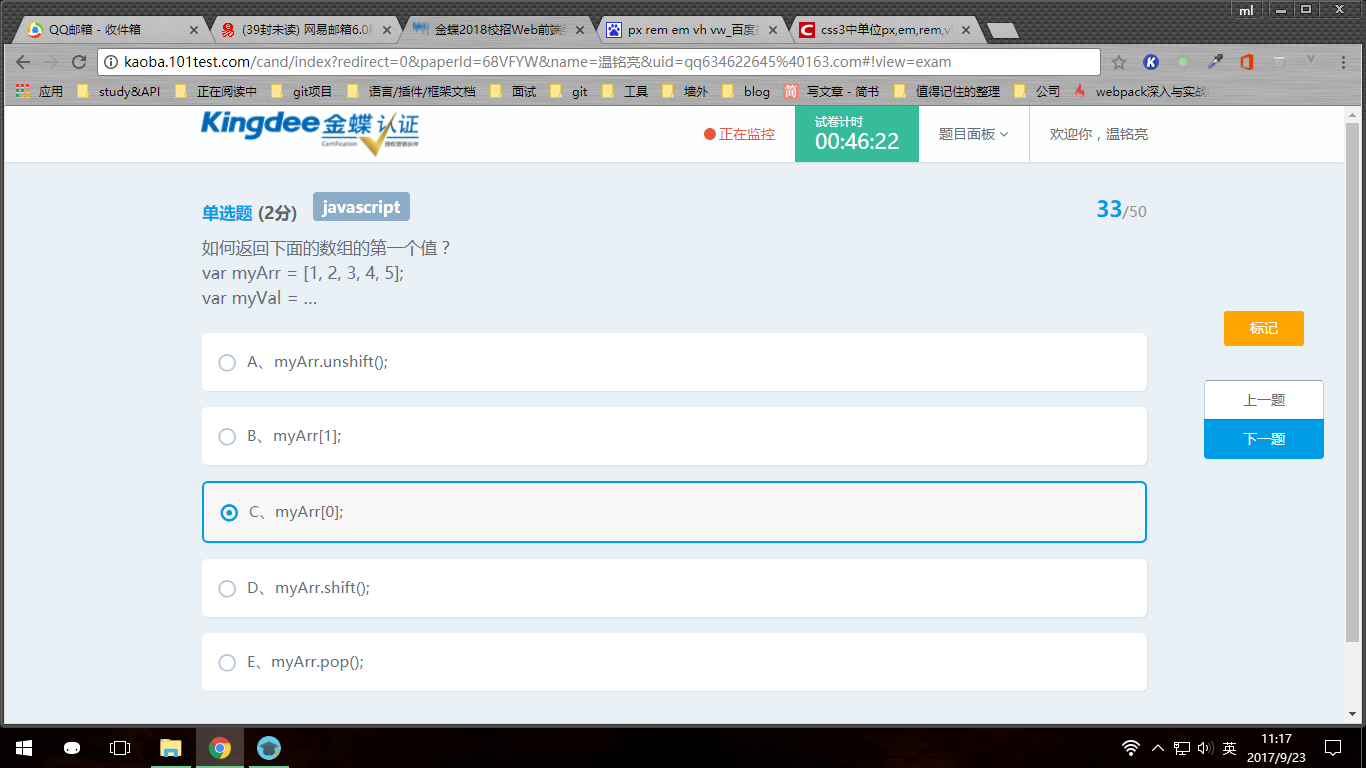 ml
QQ邮箱 - 收件箱
(39封未读) 网易邮箱6.0
金蝶2018校招Web前端
px rem em vh vw_百度
css3中单位px,em,rem,v
kaoba.101test.com/cand/index?redirect=0&paperId=68VFYW&name=温铭亮&uid=qq634622645%40163.com#!view=exam
应用 study&API 正在阅读中 git项目 语言/插件/框架文档 面试 git 工具 墙外 blog 简 写文章 - 简书 值得记住的整理 公司 webpack深入与实战
Kingdee金蝶认证
Certification 授权营销伙伴
正在监控
试卷计时
00:46:22
题目面板
欢迎你，温铭亮
单选题 (2分) javascript
33/50
如何返回下面的数组的第一个值？
var myArr = [1, 2, 3, 4, 5];
var myVal = ...
标记
A、myArr.unshift();
上一题
B、myArr[1];
下一题
C、myArr[0];
D、myArr.shift();
E、myArr.pop();
英
11:17
2017/9/23